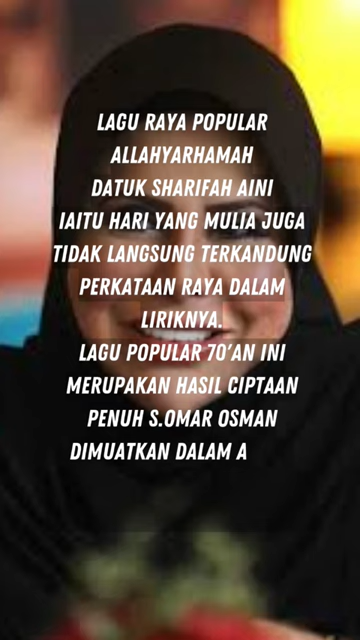 LAGU RAYA POPULAR
ALLAHYARHAMAH
DATUK SHARIFAH AINI
IAITU HARI YANG MULIA JUGA
TIDAK LANGSUNG TERKANDUNG
PERKATAAN RAYA DALAM
LIRIKNYA.
LAGU POPULAR 70'AN INI
MERUPAKAN HASIL CIPTAAN
PENUH S.OMAR OSMAN
DIMUATKAN DALAM A